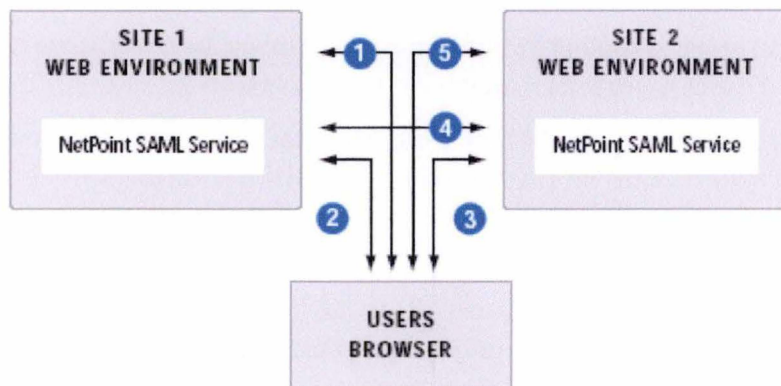 SITE 1
WEB ENVIRONMENT
NetPoint SAML Service
1
5
4
2
3
SITE 2
WEB ENVIRONMENT
NetPoint SAML Service
USERS
BROWSER